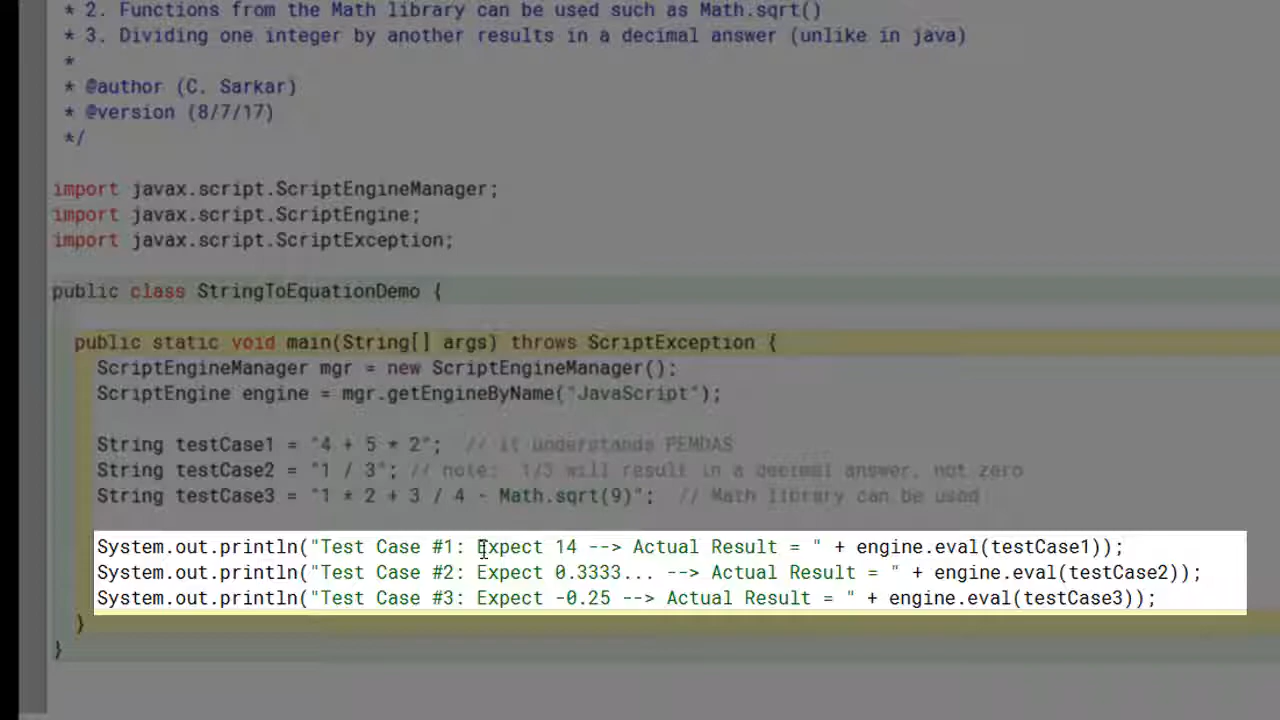 * 2. Functions from the Math library can be used such as Math.sqrt()
* 3. Dividing one integer by another results in a decimal answer (unlike in java)
*
* @author (C. Sarkar)
* @version (8/7/17)
*/
import javax.script.ScriptEngineManager;
import javax.script.ScriptEngine;
import javax.script.ScriptException;
public class StringToEquationDemo {
public static void main(String[] args) throws ScriptException {
ScriptEngineManager mgr = new ScriptEngineManager();
ScriptEngine engine = mgr.getEngineByName("JavaScript");
String testCase1 = "4 + 5 * 2"; // it understands PEMDAS
String testCase2 = "1 / 3"; // note: 1/3 will result in a decimal answer, not zero
String testCase3 = "1 * 2 + 3 / 4 - Math.sqrt(9)"; // Math library can be used
System.out.println("Test Case #1: Expect 14 --> Actual Result = " + engine.eval(testCase1));
System.out.println("Test Case #2: Expect 0.3333... --> Actual Result = " + engine.eval(testCase2));
System.out.println("Test Case #3: Expect -0.25 --> Actual Result = " + engine.eval(testCase3));
}
}